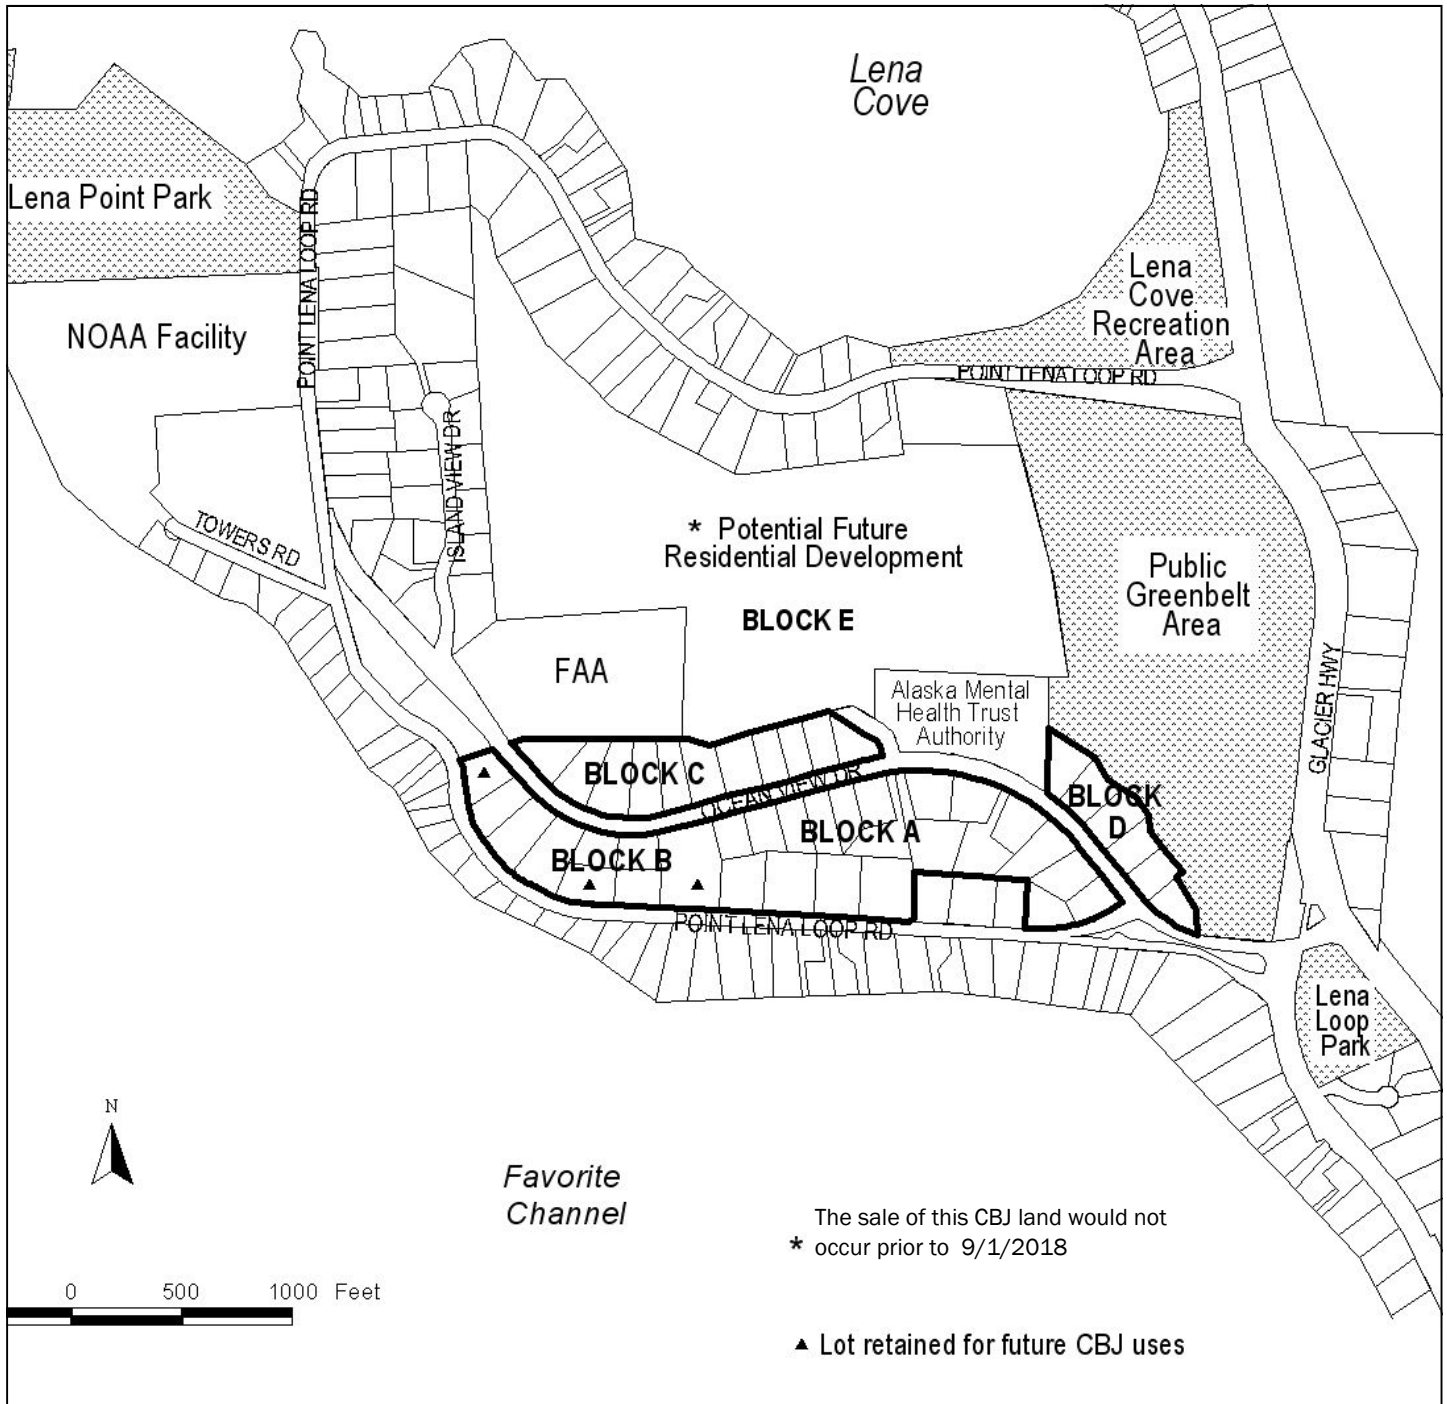 Lena
Cove
Lena Point Park
POINT LENA LOOP RD
NOAA Facility
Lena
Cove
Recreation
Area
POINT LENA LOOP RD
ISLAND VIEW DR
TOWERS RD
* Potential Future
Residential Development
BLOCK E
Public
Greenbelt
Area
FAA
Alaska Mental
Health Trust
Authority
GLACIER HWY
BLOCK C
OCEAN VIEW DR
BLOCK
D
BLOCK A
BLOCK B
POINT LENA LOOP RD
Lena
Loop
Park
N
Favorite
Channel
The sale of this CBJ land would not
* occur prior to 9/1/2018
0 500 1000 Feet
▲ Lot retained for future CBJ uses